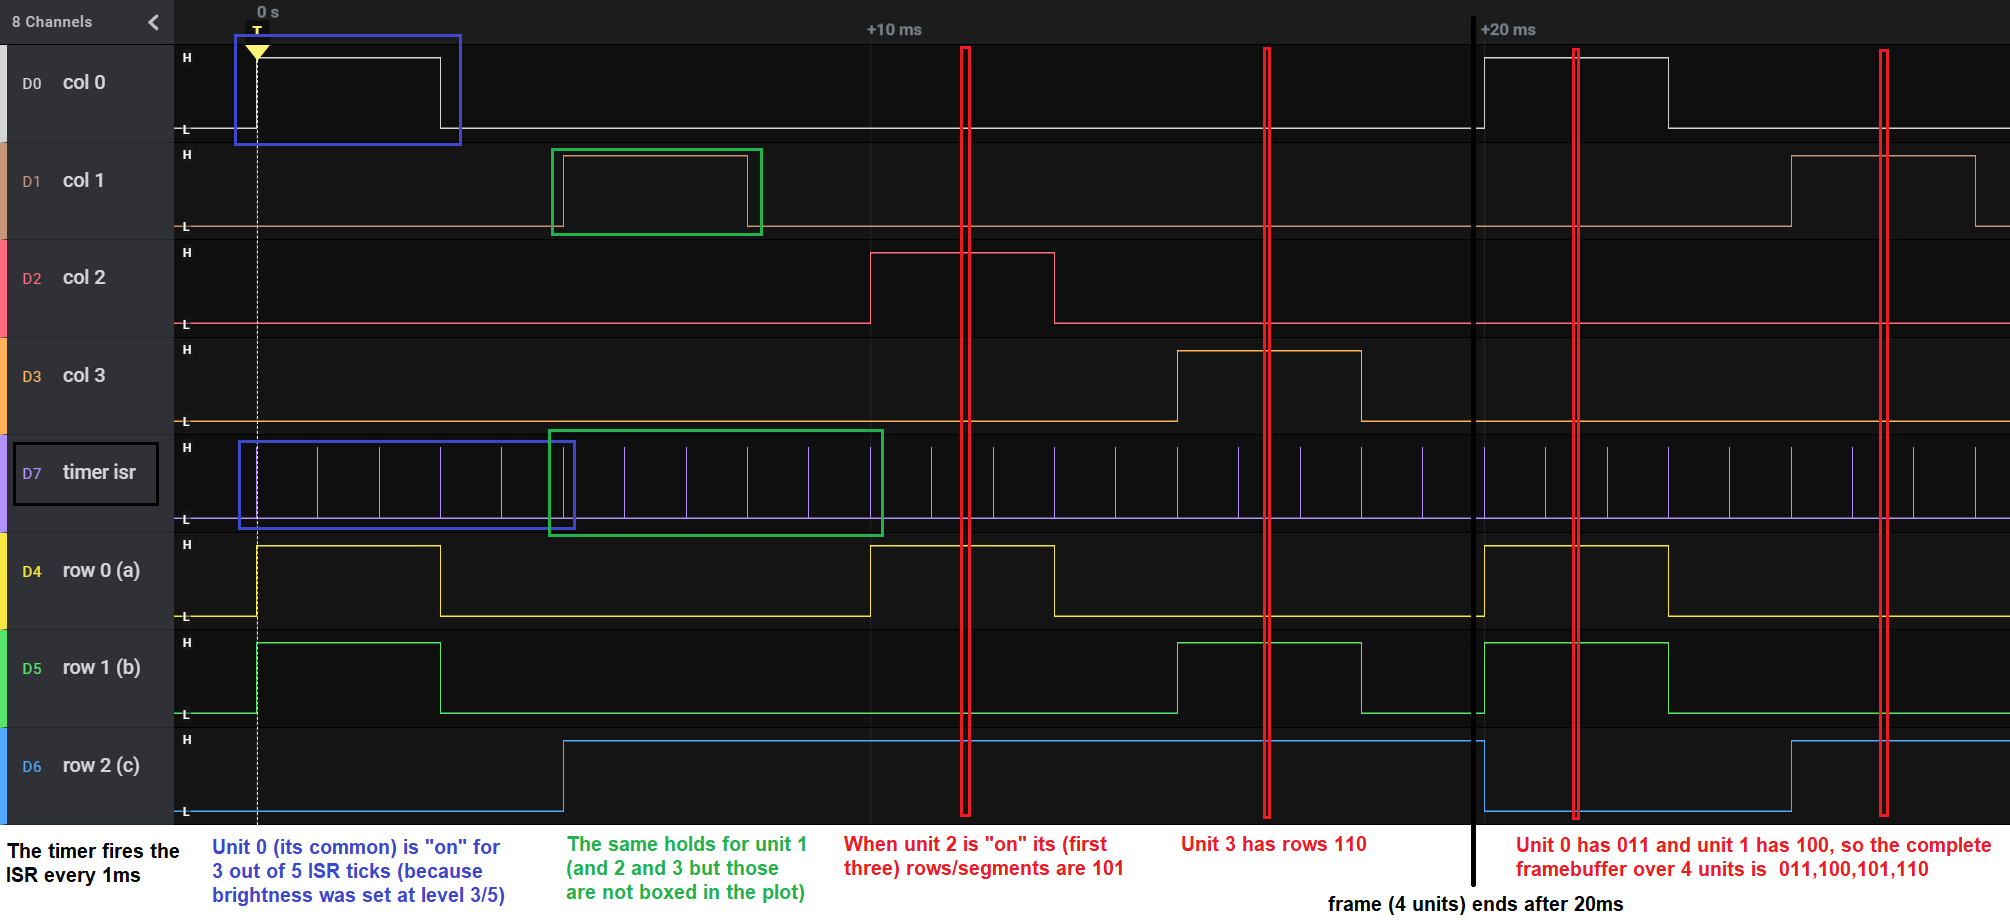 8 Channels
0 s
T
+10 ms
+20 ms
D0 col 0
H
L
D1 col 1
H
L
D2 col 2
H
L
D3 col 3
H
L
D7 timer isr
H
L
D4 row 0 (a)
H
L
D5 row 1 (b)
H
L
D6 row 2 (c)
H
L
The timer fires the
ISR every 1ms
Unit 0 (its common) is "on" for
3 out of 5 ISR ticks (because
brightness was set at level 3/5)
The same holds for unit 1
(and 2 and 3 but those
are not boxed in the plot)
When unit 2 is "on" its (first
three) rows/segments are 101
Unit 3 has rows 110
Unit 0 has 011 and unit 1 has 100, so the complete
framebuffer over 4 units is 011,100,101,110
frame (4 units) ends after 20ms